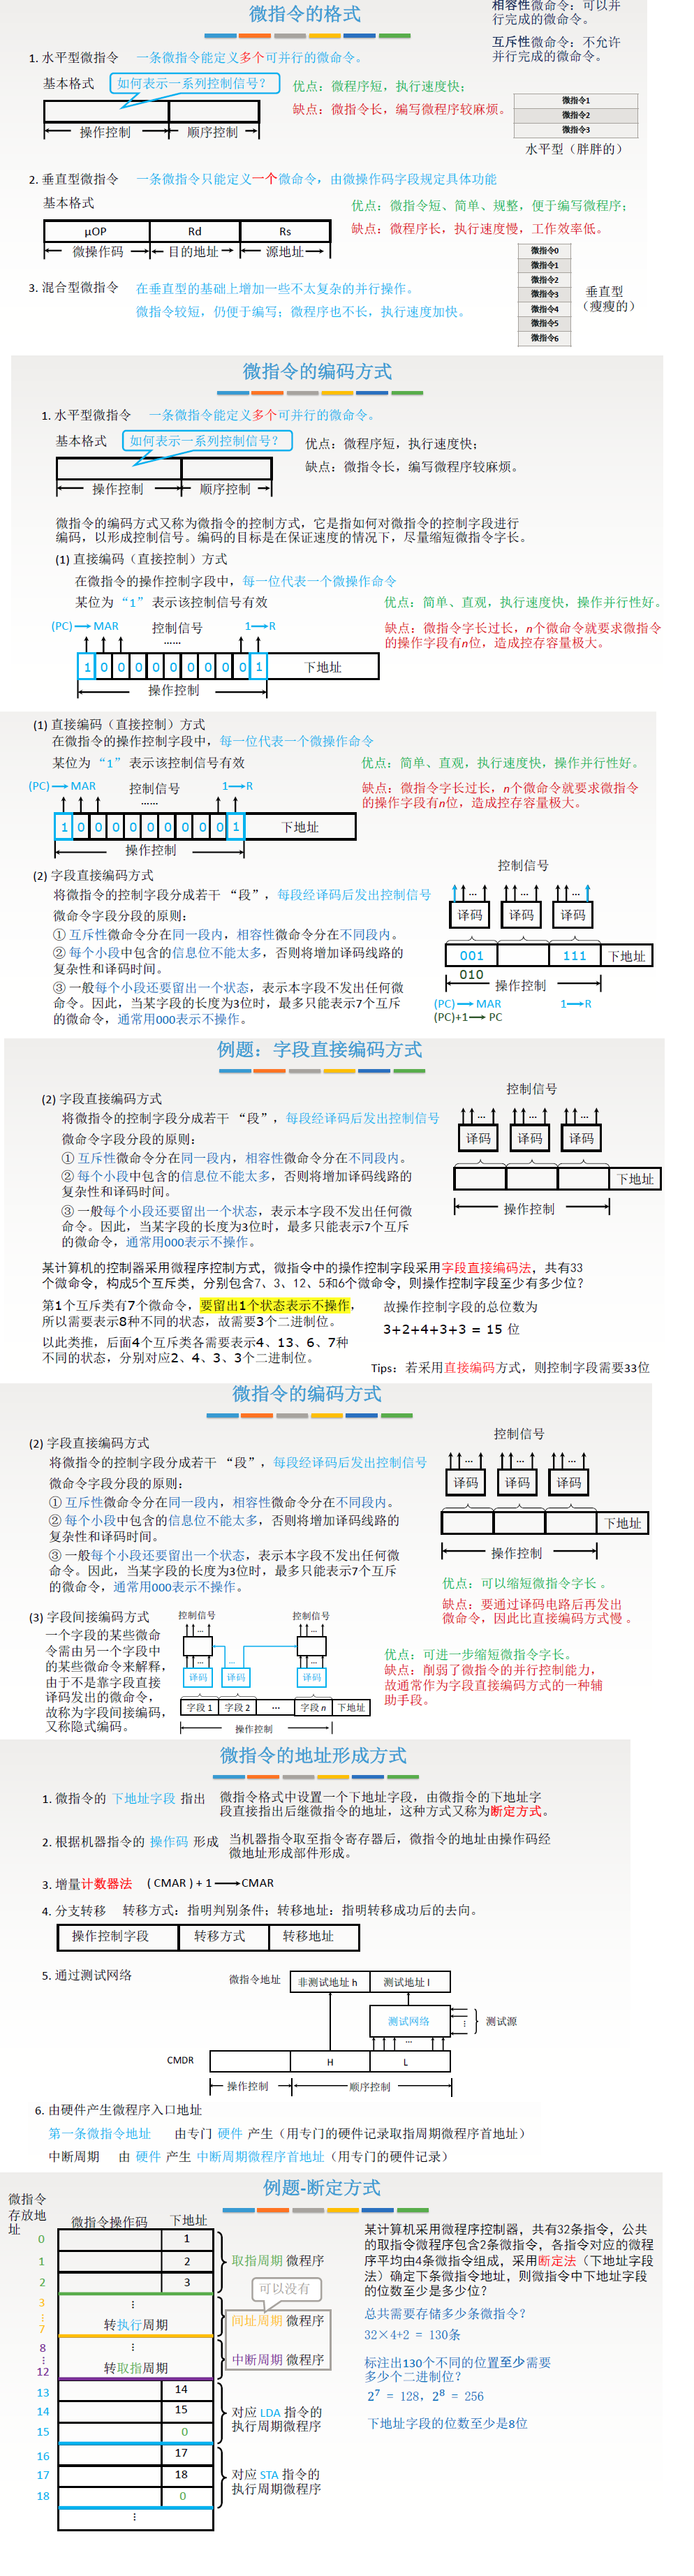 微指令的格式
相容性微命令：可以并
行完成的微命令。
互斥性微命令：不允许
并行完成的微命令。
1. 水平型微指令 一条微指令能定义多个可并行的微命令。
基本格式 如何表示一系列控制信号？
优点：微程序短，执行速度快；
缺点：微指令长，编写微程序较麻烦。
操作控制 顺序控制
微指令1
微指令2
微指令3
水平型（胖胖的）
2. 垂直型微指令 一条微指令只能定义一个微命令，由微操作码字段规定具体功能
基本格式
μOP Rd Rs
微操作码 目的地址 源地址
优点：微指令短、简单、规整，便于编写微程序；
缺点：微程序长，执行速度慢，工作效率低。
微指令0
微指令1
微指令2
微指令3
微指令4
微指令5
微指令6
垂直型
（瘦瘦的）
3. 混合型微指令 在垂直型的基础上增加一些不太复杂的并行操作。
微指令较短，仍便于编写；微程序也不长，执行速度加快。
微指令的编码方式
1. 水平型微指令 一条微指令能定义多个可并行的微命令。
基本格式 如何表示一系列控制信号？
优点：微程序短，执行速度快；
缺点：微指令长，编写微程序较麻烦。
操作控制 顺序控制
微指令的编码方式又称为微指令的控制方式，它是指如何对微指令的控制字段进行
编码，以形成控制信号。编码的目标是在保证速度的情况下，尽量缩短微指令字长。
(1) 直接编码（直接控制）方式
在微指令的操作控制字段中，每一位代表一个微操作命令
某位为 “1” 表示该控制信号有效
优点：简单、直观，执行速度快，操作并行性好。
缺点：微指令字长过长，n个微命令就要求微指令
的操作字段有n位，造成控存容量极大。
(PC) MAR 控制信号 1 R
……
1 0 0 0 0 0 0 0 0 0 1 下地址
操作控制
(1) 直接编码（直接控制）方式
在微指令的操作控制字段中，每一位代表一个微操作命令
某位为 “1” 表示该控制信号有效
优点：简单、直观，执行速度快，操作并行性好。
缺点：微指令字长过长，n个微命令就要求微指令
的操作字段有n位，造成控存容量极大。
(PC) MAR 控制信号 1 R
……
1 0 0 0 0 0 0 0 0 0 1 下地址
操作控制
(2) 字段直接编码方式
将微指令的控制字段分成若干 “段”，每段经译码后发出控制信号
微命令字段分段的原则：
① 互斥性微命令分在同一段内，相容性微命令分在不同段内。
② 每个小段中包含的信息位不能太多，否则将增加译码线路的
复杂性和译码时间。
③ 一般每个小段还要留出一个状态，表示本字段不发出任何微
命令。因此，当某字段的长度为3位时，最多只能表示7个互斥
的微命令，通常用000表示不操作。
控制信号
… … …
译码 译码 译码
001 111 下地址
010
操作控制
(PC) MAR 1 R
(PC)+1 PC
例题：字段直接编码方式
(2) 字段直接编码方式
将微指令的控制字段分成若干 “段”，每段经译码后发出控制信号
微命令字段分段的原则：
① 互斥性微命令分在同一段内，相容性微命令分在不同段内。
② 每个小段中包含的信息位不能太多，否则将增加译码线路的
复杂性和译码时间。
③ 一般每个小段还要留出一个状态，表示本字段不发出任何微
命令。因此，当某字段的长度为3位时，最多只能表示7个互斥
的微命令，通常用000表示不操作。
控制信号
… … …
译码 译码 译码
下地址
操作控制
某计算机的控制器采用微程序控制方式，微指令中的操作控制字段采用字段直接编码法，共有33
个微命令，构成5个互斥类，分别包含7、3、12、5和6个微命令，则操作控制字段至少有多少位？
第1个互斥类有7个微命令，要留出1个状态表示不操作，
所以需要表示8种不同的状态，故需要3个二进制位。
以此类推，后面4个互斥类各需要表示4、13、6、7种
不同的状态，分别对应2、4、3、3个二进制位。
故操作控制字段的总位数为
3+2+4+3+3 = 15 位
Tips：若采用直接编码方式，则控制字段需要33位
微指令的编码方式
(2) 字段直接编码方式
将微指令的控制字段分成若干 “段”，每段经译码后发出控制信号
微命令字段分段的原则：
① 互斥性微命令分在同一段内，相容性微命令分在不同段内。
② 每个小段中包含的信息位不能太多，否则将增加译码线路的
复杂性和译码时间。
③ 一般每个小段还要留出一个状态，表示本字段不发出任何微
命令。因此，当某字段的长度为3位时，最多只能表示7个互斥
的微命令，通常用000表示不操作。
控制信号
… … …
译码 译码 译码
下地址
操作控制
优点：可以缩短微指令字长 。
缺点：要通过译码电路后再发出
微命令，因此比直接编码方式慢 。
(3) 字段间接编码方式
一个字段的某些微命
令需由另一个字段中
的某些微命令来解释，
由于不是靠字段直接
译码发出的微命令，
故称为字段间接编码，
又称隐式编码。
控制信号 控制信号
… …
… … …
译码 译码 译码
字段 1 字段 2 … 字段 n 下地址
操作控制
优点：可进一步缩短微指令字长。
缺点：削弱了微指令的并行控制能力，
故通常作为字段直接编码方式的一种辅
助手段。
微指令的地址形成方式
1. 微指令的 下地址字段 指出 微指令格式中设置一个下地址字段，由微指令的下地址字
段直接指出后继微指令的地址，这种方式又称为断定方式。
2. 根据机器指令的 操作码 形成 当机器指令取至指令寄存器后，微指令的地址由操作码经
微地址形成部件形成。
3. 增量计数器法 ( CMAR ) + 1 CMAR
4. 分支转移 转移方式：指明判别条件；转移地址：指明转移成功后的去向。
操作控制字段 转移方式 转移地址
5. 通过测试网络
微指令地址 非测试地址 h 测试地址 l
测试网络 测试源
…
CMDR H L
操作控制 顺序控制
6. 由硬件产生微程序入口地址
第一条微指令地址 由专门 硬件 产生（用专门的硬件记录取指周期微程序首地址）
中断周期 由 硬件 产生 中断周期微程序首地址（用专门的硬件记录）
例题-断定方式
微指令
存放地
址
微指令操作码 下地址
0 1
1 2 取指周期 微程序
2 3
可以没有
3
⋮ ⋮ 间址周期 微程序
7 转执行周期
8 ⋮
⋮ 中断周期 微程序
12 转取指周期
13 14
14 15 对应 LDA 指令的
执行周期微程序
15 0
16 17
17 18 对应 STA 指令的
执行周期微程序
18 0
⋮
某计算机采用微程序控制器，共有32条指令，公共
的取指令微程序包含2条微指令，各指令对应的微程
序平均由4条微指令组成，采用断定法（下地址字段
法）确定下条微指令地址，则微指令中下地址字段
的位数至少是多少位？
总共需要存储多少条微指令？
32×4+2 = 130条
标注出130个不同的位置至少需要
多少个二进制位？
2⁷ = 128，2⁸ = 256
下地址字段的位数至少是8位